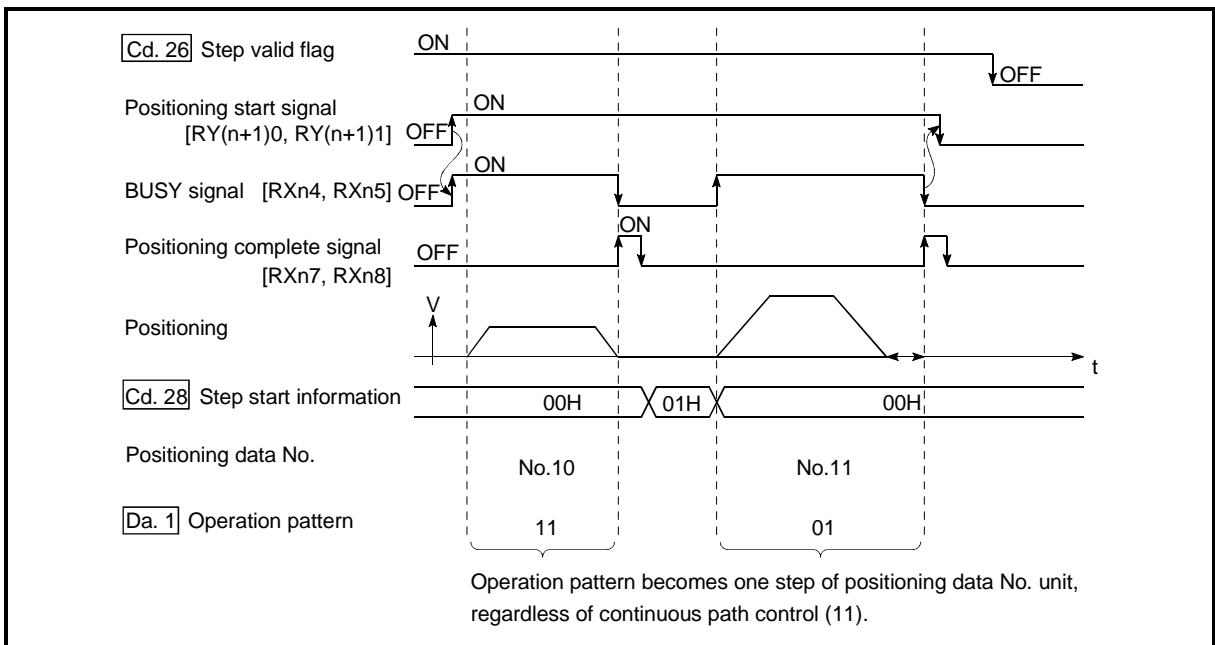 ON
Cd. 26 Step valid flag
OFF
Positioning start signal
ON
[RY(n+1)0, RY(n+1)1] OFF
ON
BUSY signal [RXn4, RXn5] OFF
ON
Positioning complete signal
OFF
[RXn7, RXn8]
V
Positioning
t
Cd. 28 Step start information
00H 01H 00H
Positioning data No.
No.10 No.11
Da. 1 Operation pattern
11 01
Operation pattern becomes one step of positioning data No. unit,
regardless of continuous path control (11).